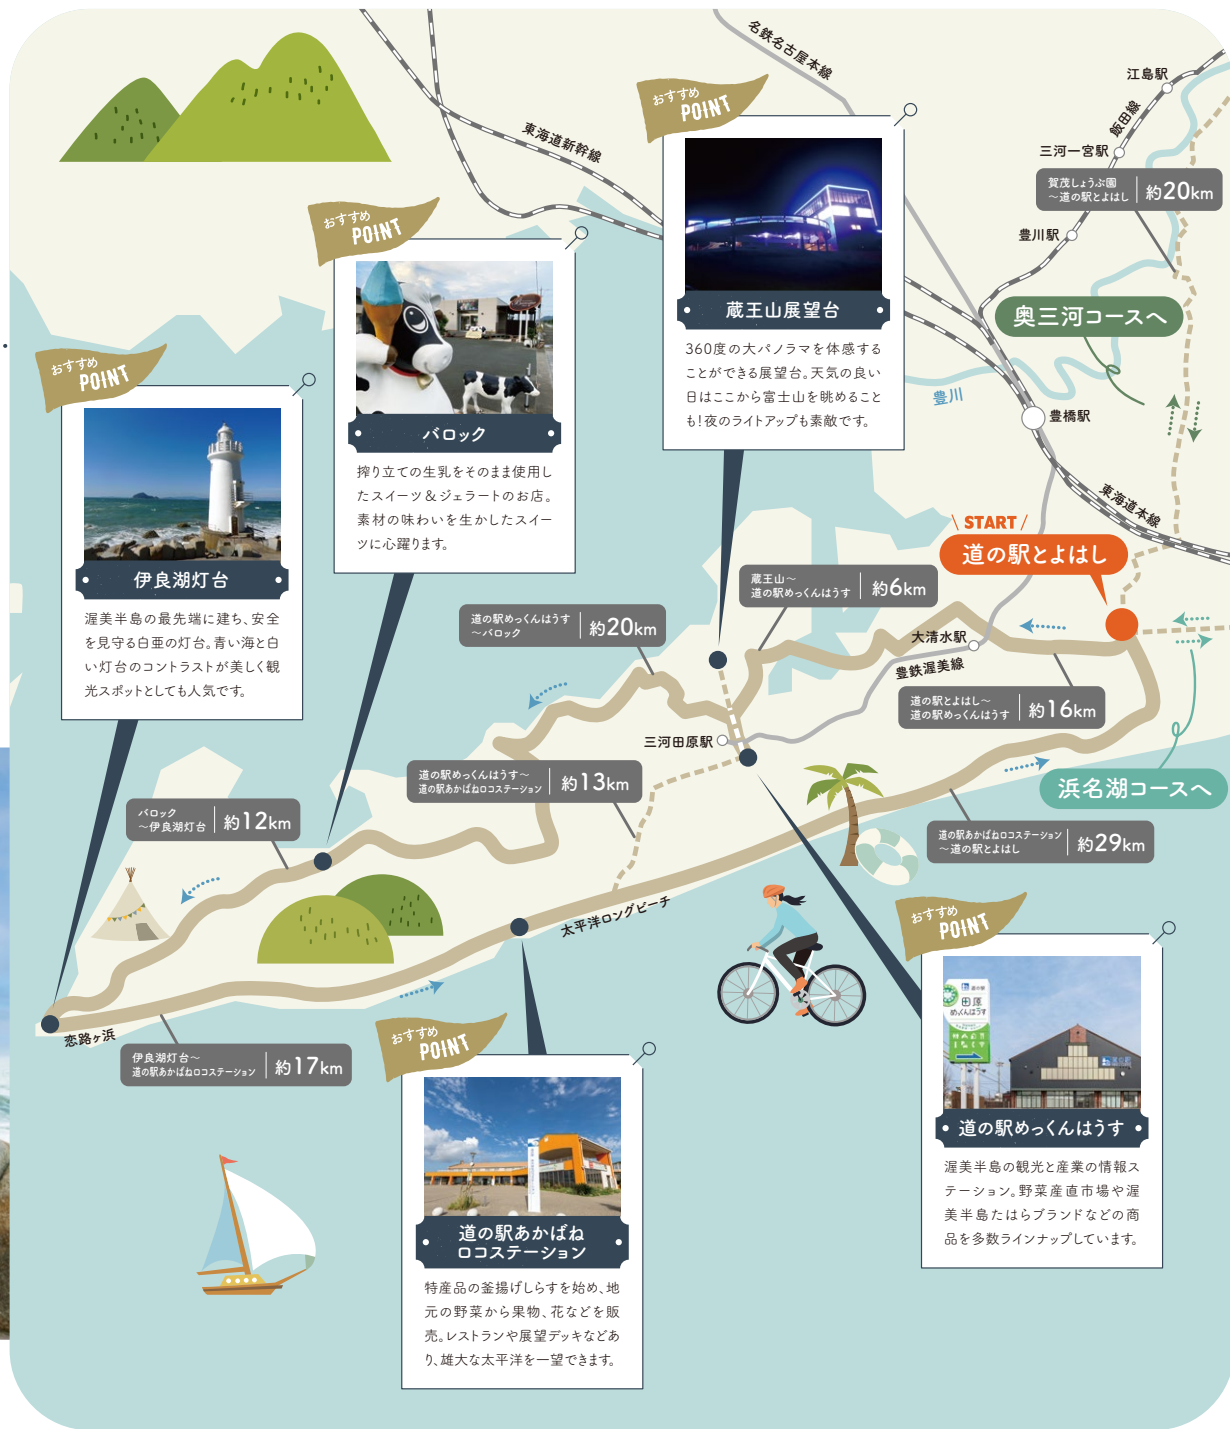 名鉄名古屋本線
東海道新幹線
江島駅
飯田線
三河一宮駅
賀茂しょうぶ園
～道の駅とよはし
約20km
豊川駅
奥三河コースへ
豊川
豊橋駅
東海道本線
おすすめ
POINT
蔵王山展望台
360度の大パノラマを体感する
ことができる展望台。天気の良い
日はここから富士山を眺めること
も！夜のライトアップも素敵です。
おすすめ
POINT
バロック
搾り立ての生乳をそのまま使用し
たスイーツ＆ジェラートのお店。
素材の味わいを生かしたスイー
ツに心躍ります。
おすすめ
POINT
伊良湖灯台
渥美半島の最先端に建ち、安全
を見守る白亜の灯台。青い海と白
い灯台のコントラストが美しく観
光スポットとしても人気です。
START
道の駅とよはし
蔵王山～
道の駅めっくんはうす
約6km
道の駅めっくんはうす
～バロック
約20km
大清水駅
豊鉄渥美線
道の駅とよはし～
道の駅めっくんはうす
約16km
三河田原駅
道の駅めっくんはうす～
道の駅あかばねロコステーション
約13km
浜名湖コースへ
バロック
～伊良湖灯台
約12km
道の駅あかばねロコステーション
～道の駅とよはし
約29km
太平洋ロングビーチ
恋路ヶ浜
伊良湖灯台～
道の駅あかばねロコステーション
約17km
おすすめ
POINT
道の駅
田原
めっくんはうす
道の駅めっくんはうす
渥美半島の観光と産業の情報ス
テーション。野菜産直市場や渥
美半島たはらブランドなどの商
品を多数ラインナップしています。
おすすめ
POINT
道の駅あかばね
ロコステーション
特産品の釜揚げしらすを始め、地
元の野菜から果物、花などを販
売。レストランや展望デッキなどあ
り、雄大な太平洋を一望できます。